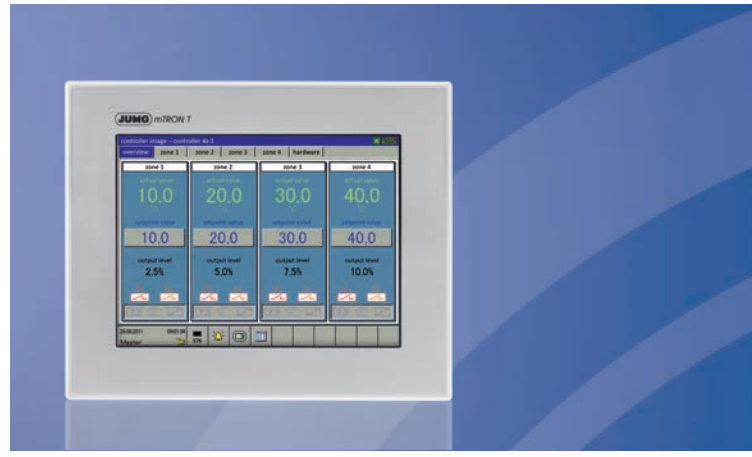 JUMO mTRON T
controller image - controller 4x 1
overview zone 1 zone 2 zone 3 zone 4 hardware
zone 1 zone 2 zone 3 zone 4
actual value actual value actual value actual value
10,0 20,0 30,0 40,0
°C °C °C °C
setpoint value setpoint value setpoint value setpoint value
10,0 20,0 30,0 40,0
output level output level output level output level
2,5% 5,0% 7,5% 10,0%
09:01:34
Master